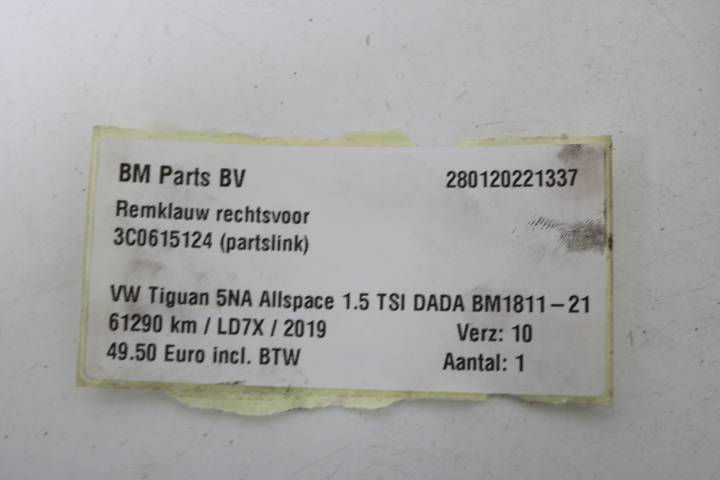 BM Parts BV 280120221337
Remklauw rechtsvoor
3C0615124 (partslink)
VW Tiguan 5NA Allspace 1.5 TSI DADA BM1811-21
61290 km / LD7X / 2019 Verz: 10
49.50 Euro incl. BTW Aantal: 1